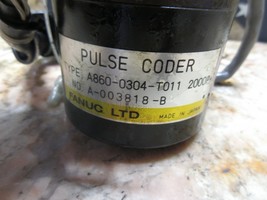 PULSE CODER
TYPE A860-0304-T011 2000P
NO. A-003818-B
FANUC LTD MADE IN JAPAN